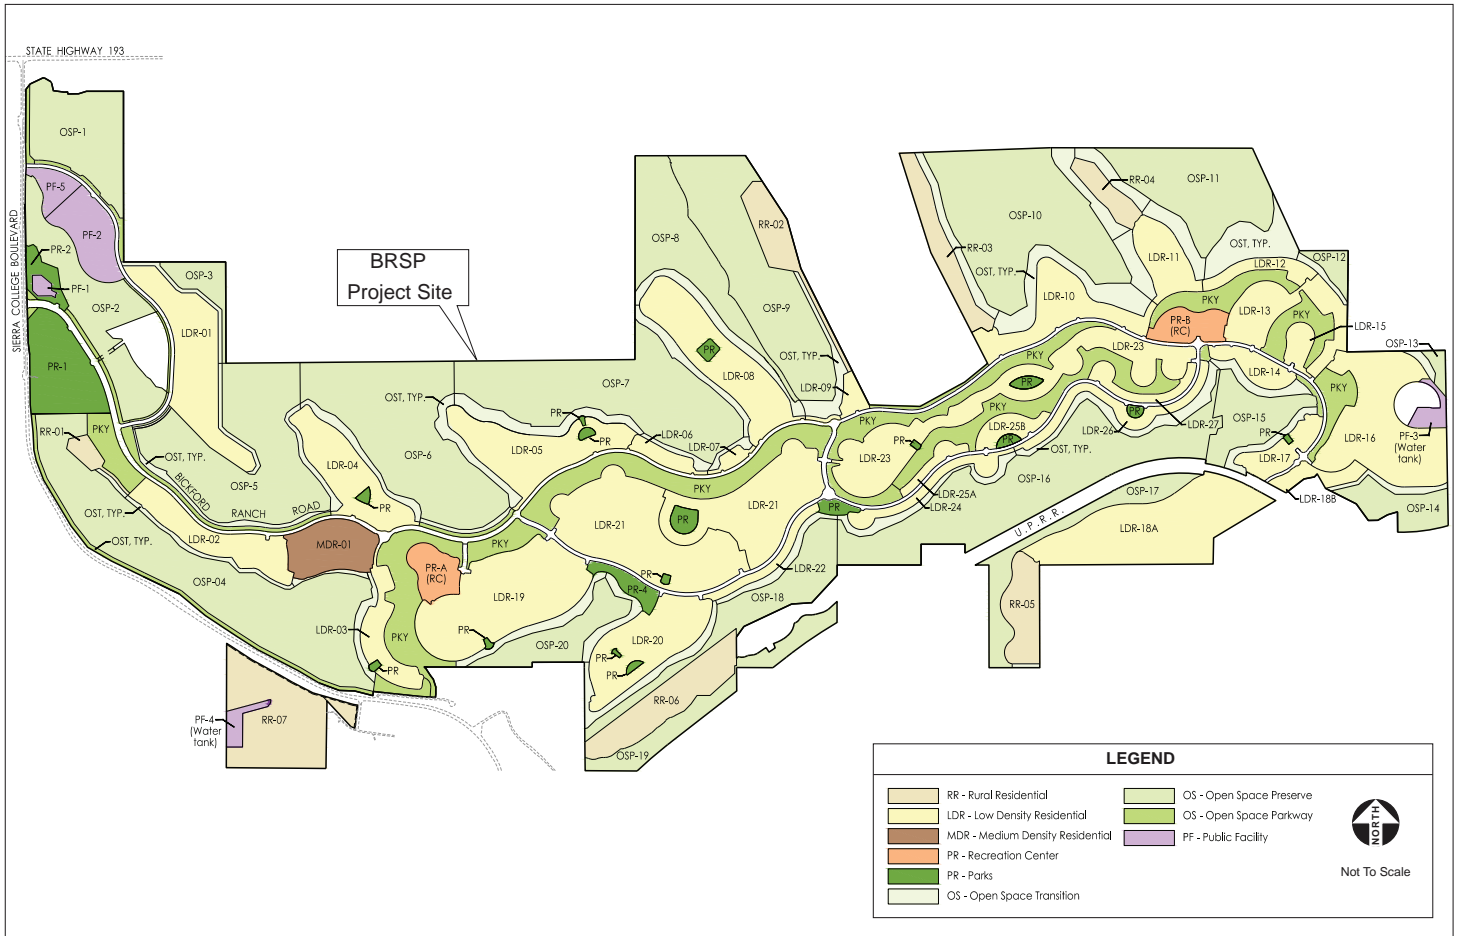 STATE HIGHWAY 193
SIERRA COLLEGE BOULEVARD
OSP-1
PF-5
PF-2
PR-2
PF-1
OSP-2
OSP-3
LDR-01
PR-1
RR-01
PKY
OST, TYP.
BICKFORD
RANCH
ROAD
OSP-5
OST, TYP.
LDR-02
OST, TYP.
OSP-04
MDR-01
LDR-04
PR
OST, TYP.
OSP-6
BRSP
Project Site
OSP-7
OSP-8
RR-02
OSP-9
OST, TYP.
LDR-09
LDR-08
PR
PR
PR
LDR-05
LDR-06
LDR-07
PKY
LDR-21
LDR-21
PR
PKY
PR-A
(RC)
LDR-19
PR
PR
PR-4
LDR-03
PKY
PR
PF-4
(Water
tank)
RR-07
OSP-20
LDR-20
PR
PR
RR-06
OSP-19
OSP-18
LDR-22
PR
LDR-23
PR
LDR-24
LDR-25A
LDR-25B
PR
OST, TYP.
OSP-16
PKY
PKY
PR
LDR-23
LDR-26
PR
LDR-27
RR-03
OSP-10
OST, TYP.
LDR-10
RR-04
OSP-11
LDR-11
OST, TYP.
LDR-12
OSP-12
PKY
PR-B
(RC)
LDR-13
PKY
LDR-15
LDR-14
OSP-13
PKY
OSP-15
PR
LDR-17
LDR-16
PF-3
(Water
tank)
LDR-18B
OSP-14
OSP-17
U.P.R.R.
LDR-18A
RR-05
LEGEND
RR - Rural Residential
LDR - Low Density Residential
MDR - Medium Density Residential
PR - Recreation Center
PR - Parks
OS - Open Space Transition
OS - Open Space Preserve
OS - Open Space Parkway
PF - Public Facility
NORTH
Not To Scale